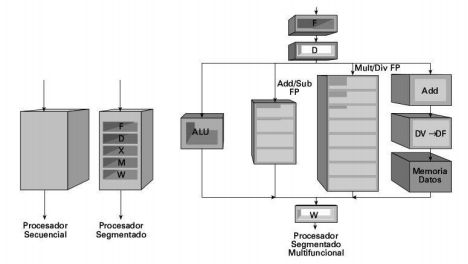 F
D
Mult/Div FP
Add/Sub
FP
Add
ALU
F
D
X
M
W
DV→DF
Memoria
Datos
W
Procesador
Secuencial
Procesador
Segmentado
Procesador
Segmentado
Multifuncional